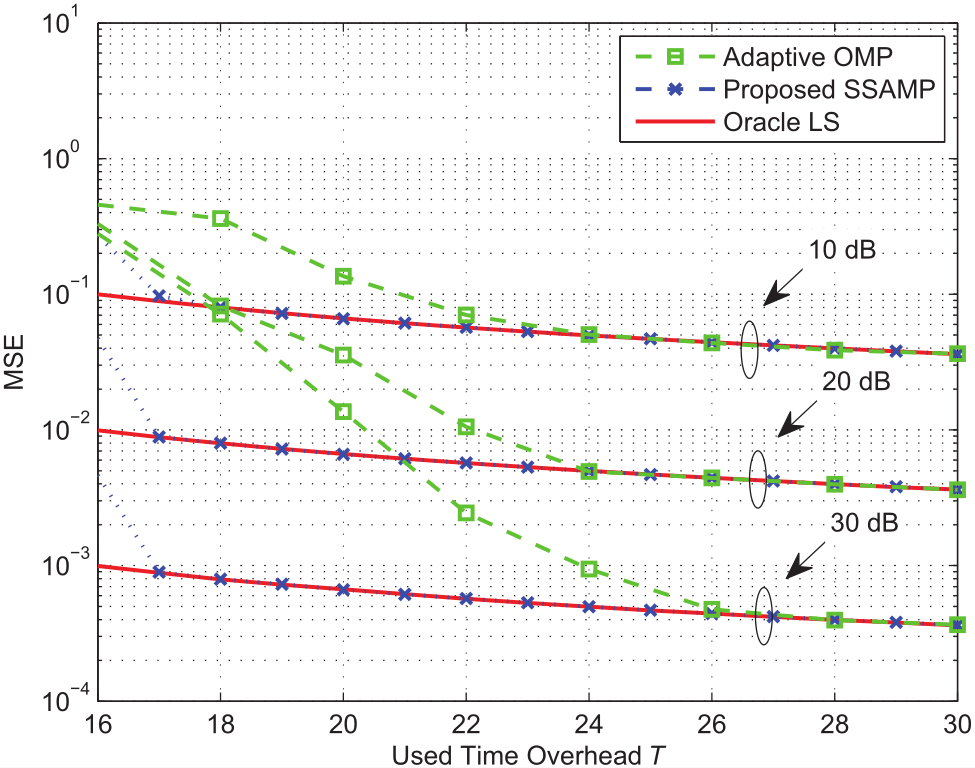 10^1
10^0
10^−1
10^−2
10^−3
10^−4
MSE
Adaptive OMP
Proposed SSAMP
Oracle LS
10 dB
20 dB
30 dB
16 18 20 22 24 26 28 30
Used Time Overhead T